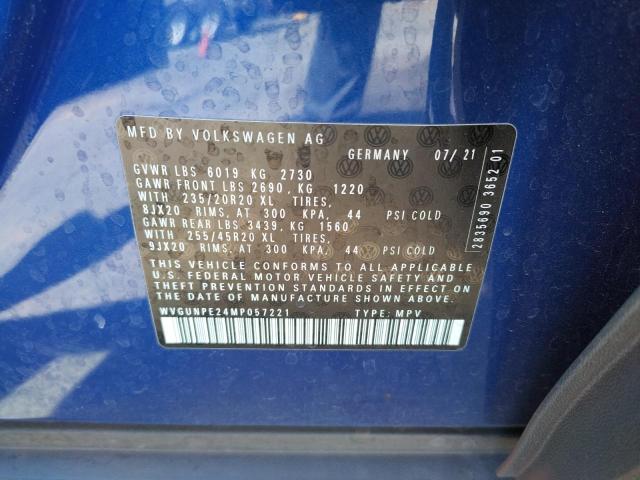 MFD BY VOLKSWAGEN AG
GERMANY 07/21
GVWR LBS 6019 KG 2730
GAWR FRONT LBS 2690, KG 1220
WITH 235/20R20 XL TIRES,
8JX20 RIMS, AT 300 KPA, 44 PSI COLD
GAWR REAR LBS 3439, KG 1560
WITH 255/45R20 XL TIRES,
9JX20 RIMS, AT 300 KPA, 44 PSI COLD
THIS VEHICLE CONFORMS TO ALL APPLICABLE
U.S. FEDERAL MOTOR VEHICLE SAFETY AND
THEFT PREVENTION STANDARDS IN EFFECT ON
THE DATE OF MANUFACTURE SHOWN ABOVE.
WVGUNPE24MP057221 TYPE: MPV
2835690 3652 01